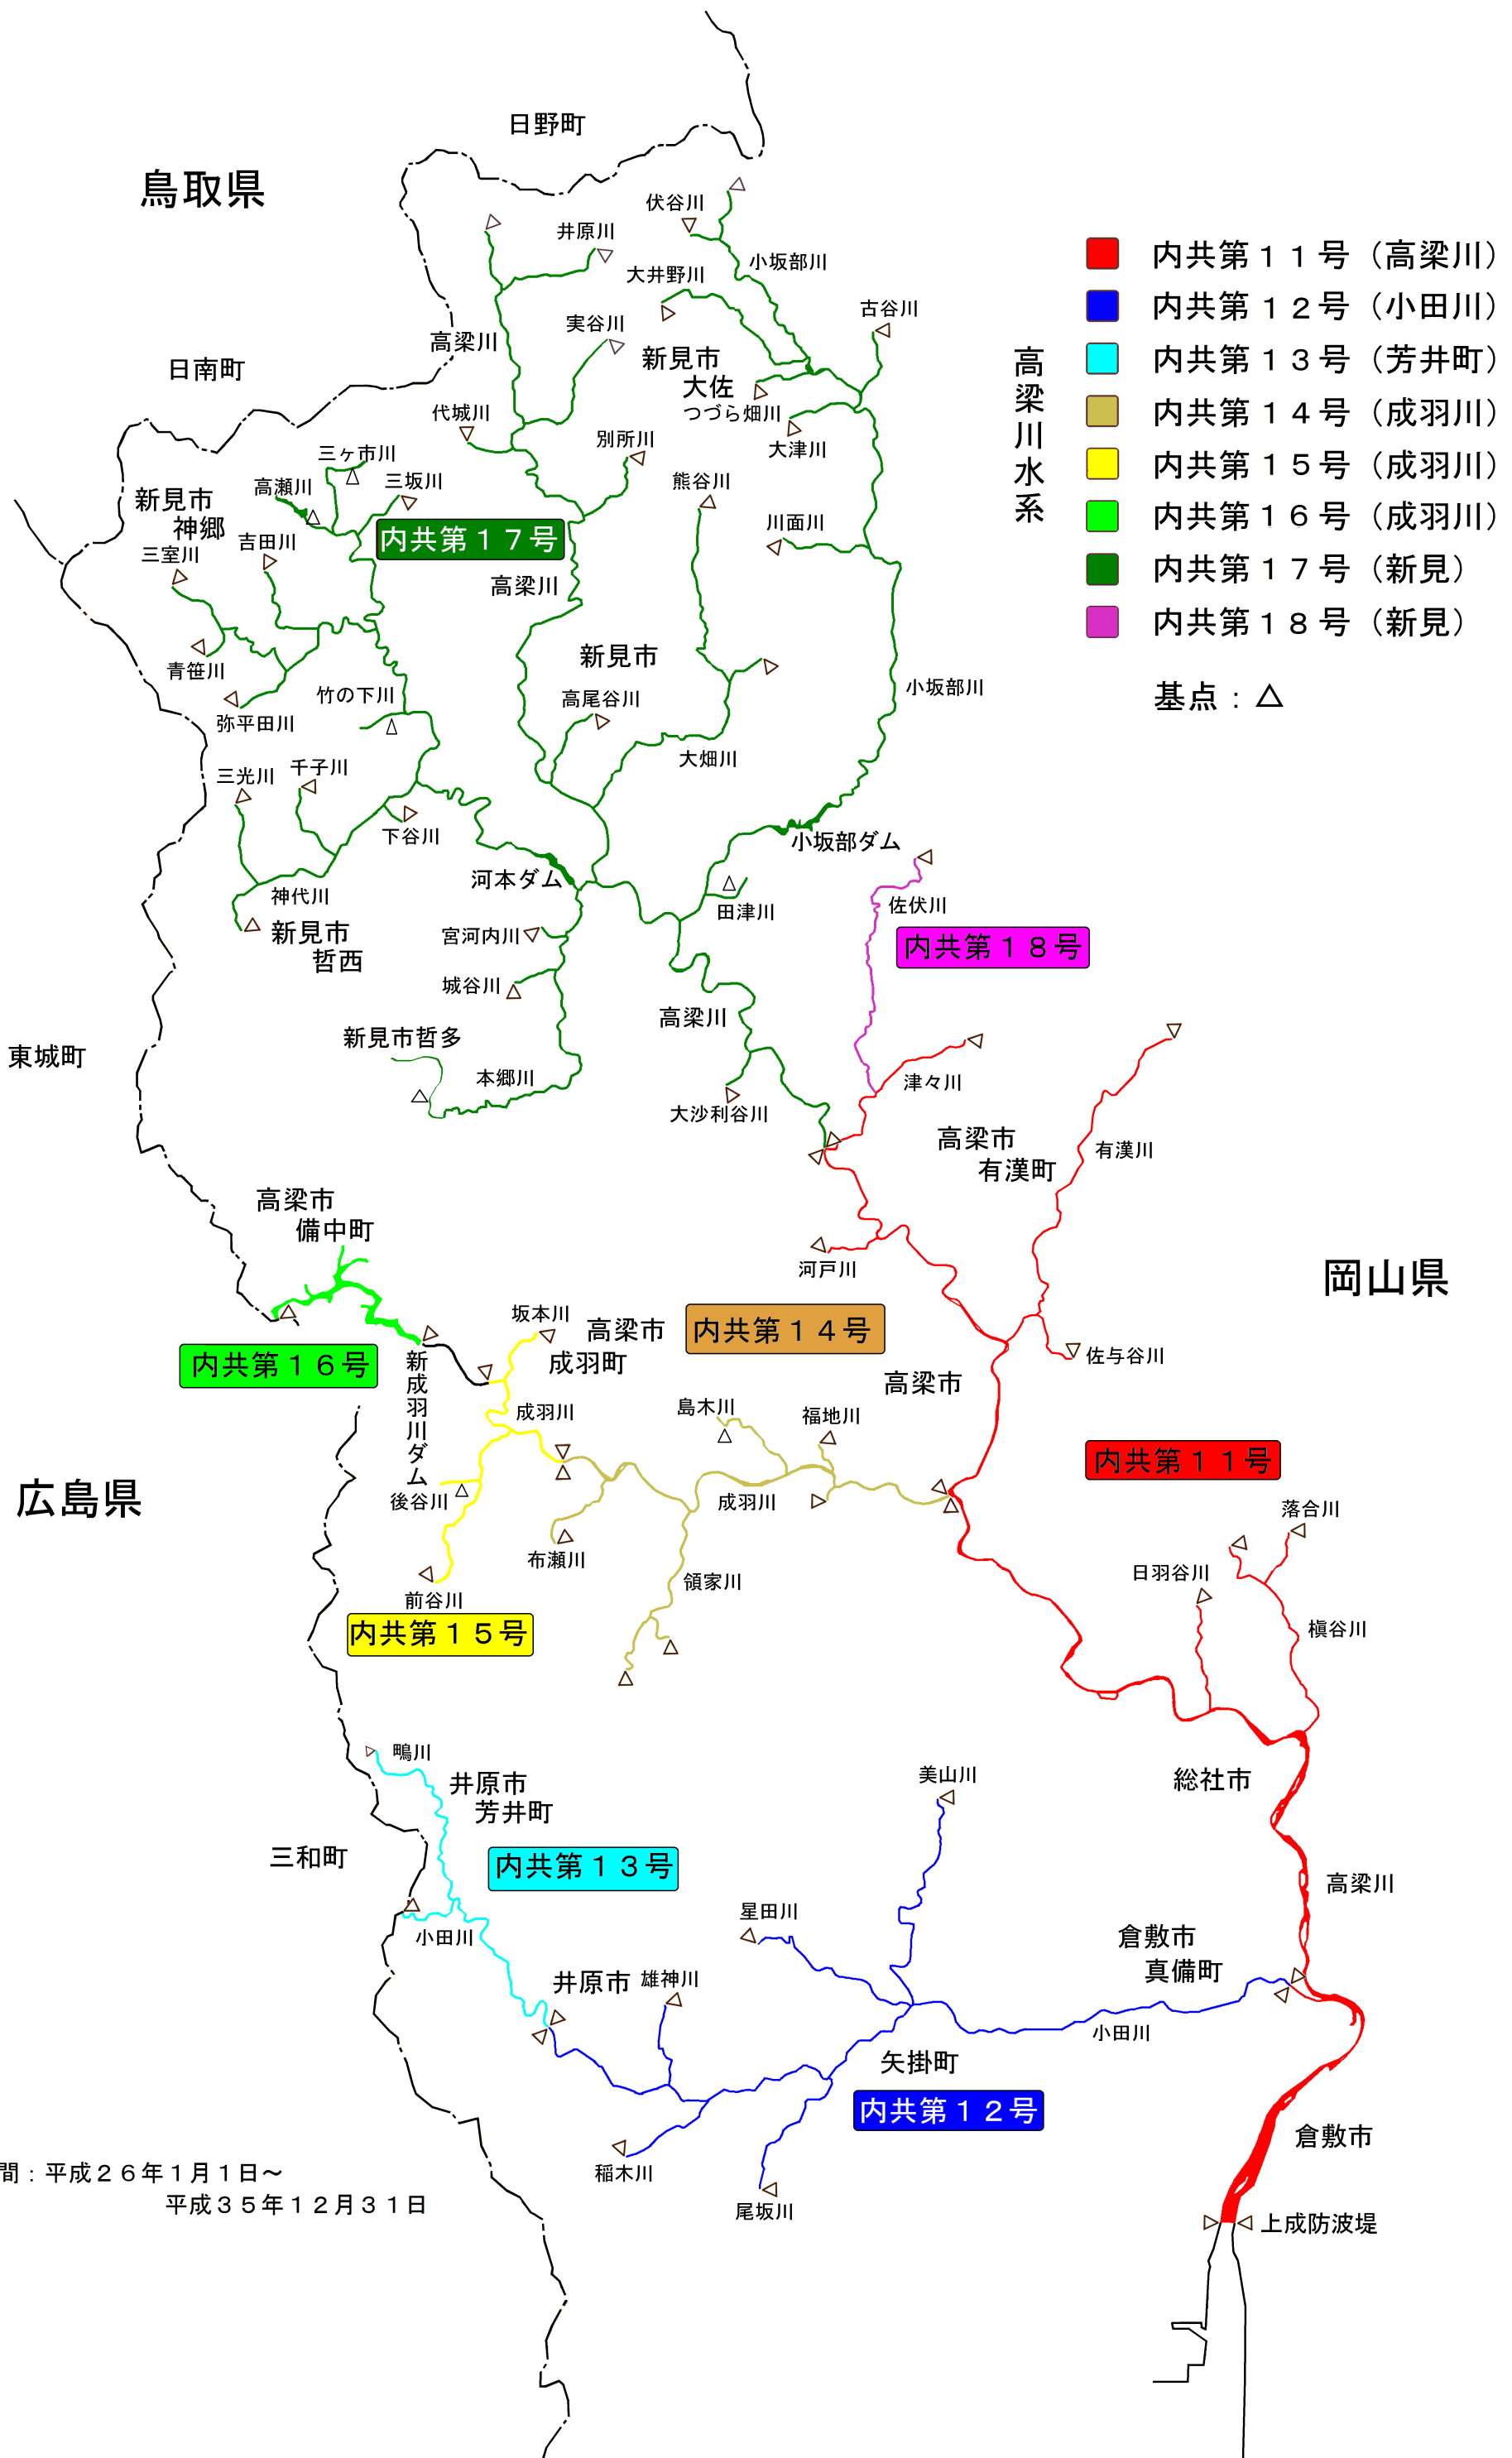 日野町
鳥取県
伏谷川
井原川
小坂部川
大井野川
古谷川
実谷川
高梁川
新見市
大佐
日南町
つづら畑川
代城川
大津川
別所川
三ヶ市川
三坂川
高瀬川
熊谷川
新見市
神郷
川面川
吉田川
三室川
内共第１７号
高梁川
新見市
青笹川
小坂部川
竹の下川
高尾谷川
弥平田川
大畑川
三光川
千子川
下谷川
小坂部ダム
河本ダム
神代川
佐伏川
田津川
新見市
哲西
宮河内川
内共第１８号
城谷川
高梁川
新見市哲多
東城町
本郷川
津々川
大沙利谷川
高梁市
有漢町
有漢川
高梁市
備中町
河戸川
岡山県
坂本川
高梁市
成羽町
内共第１４号
内共第１６号
新成羽川ダム
佐与谷川
高梁市
成羽川
島木川
福地川
内共第１１号
広島県
後谷川
成羽川
落合川
布瀬川
日羽谷川
領家川
前谷川
槇谷川
内共第１５号
鴫川
井原市
芳井町
美山川
総社市
三和町
内共第１３号
高梁川
星田川
小田川
倉敷市
真備町
井原市
雄神川
小田川
矢掛町
内共第１２号
倉敷市
稲木川
尾坂川
間：平成２６年１月１日～
平成３５年１２月３１日
上成防波堤
高梁川水系
内共第１１号（高梁川）
内共第１２号（小田川）
内共第１３号（芳井町）
内共第１４号（成羽川）
内共第１５号（成羽川）
内共第１６号（成羽川）
内共第１７号（新見）
内共第１８号（新見）
基点：△